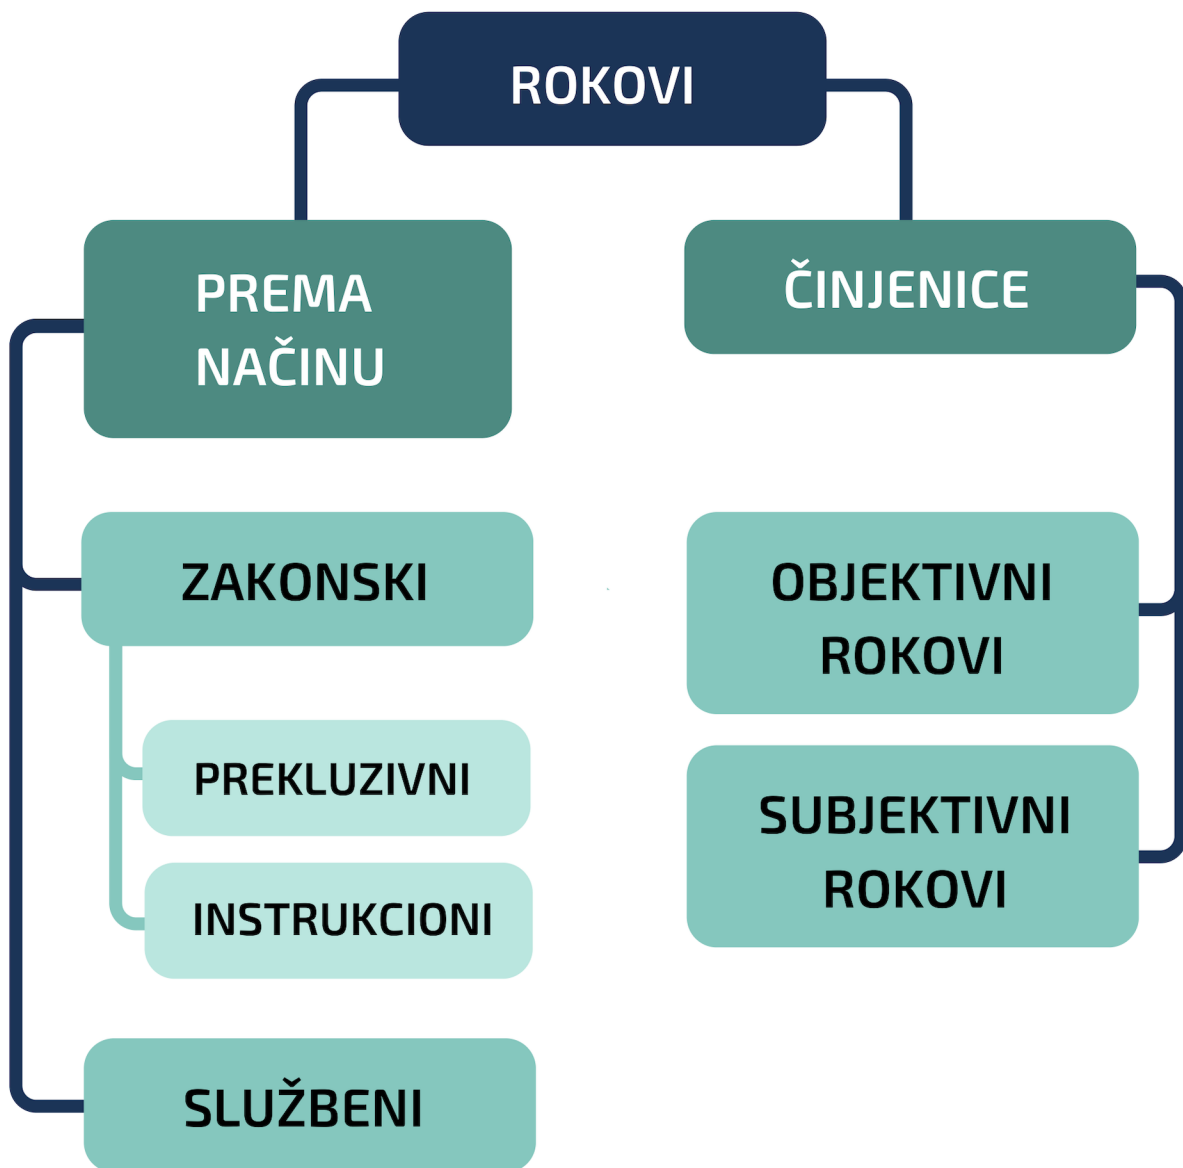 ROKOVI
PREMA
NAČINU
ČINJENICE
ZAKONSKI
PREKLUZIVNI
INSTRUKCIONI
SLUŽBENI
OBJEKTIVNI
ROKOVI
SUBJEKTIVNI
ROKOVI